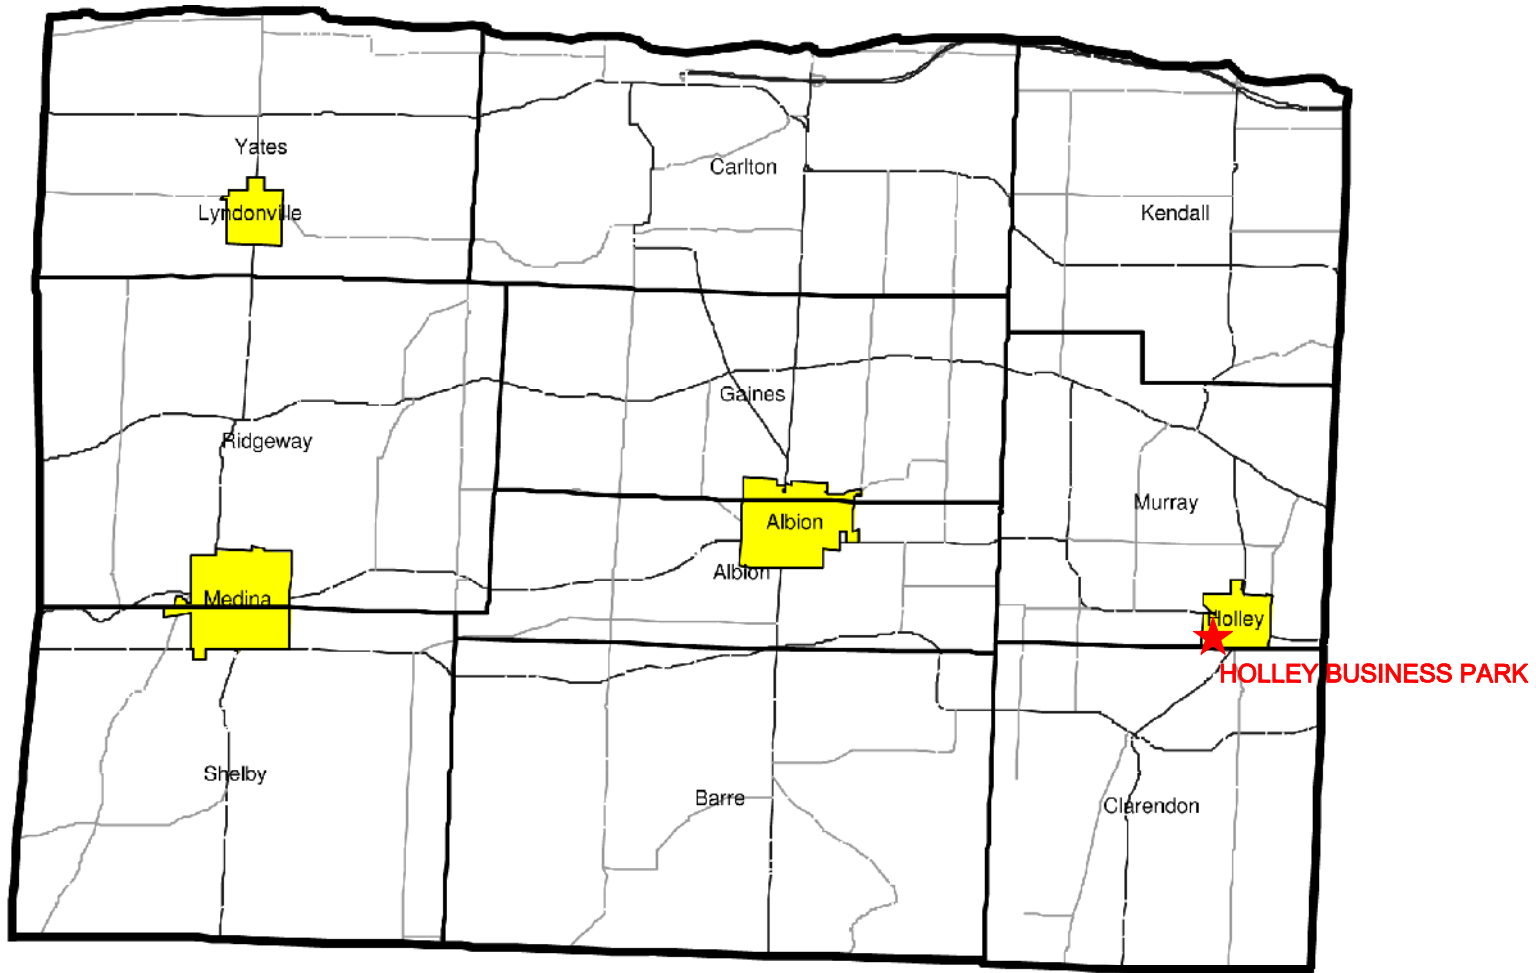 Yates
Carlton
Lyndonville
Kendall
Gaines
Ridgeway
Murray
Albion
Albion
Medina
Holley
HOLLEY BUSINESS PARK
Shelby
Barre
Clarendon